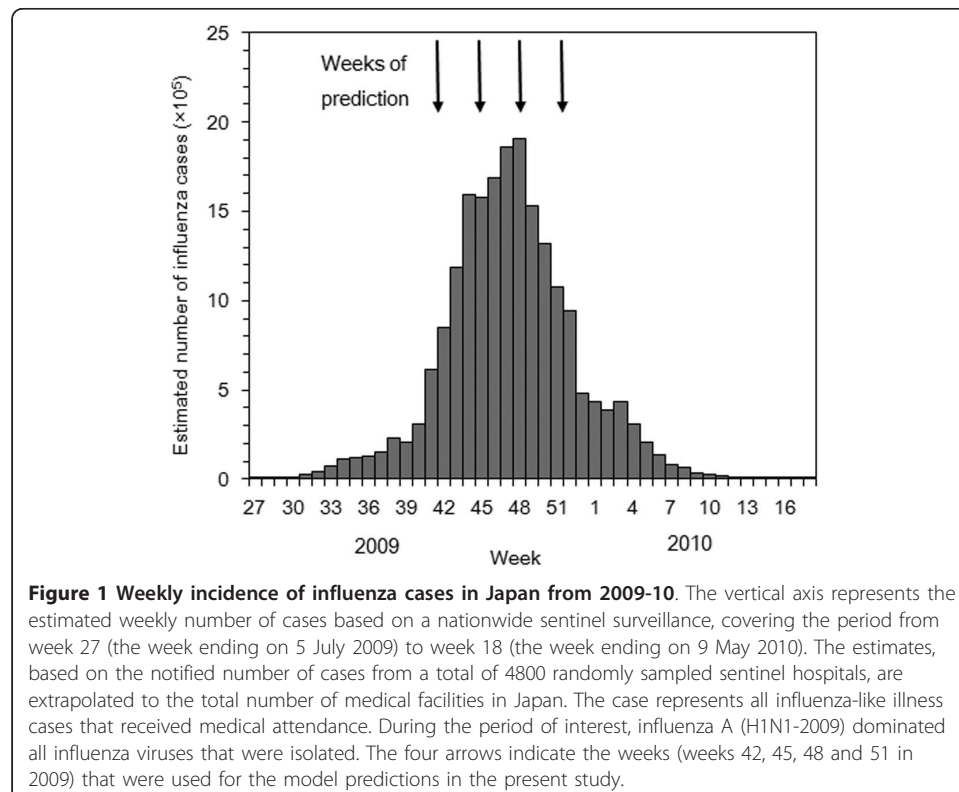 25
20
15
10
5
0
Estimated number of influenza cases (×10⁵)
Weeks of
prediction
27 30 33 36 39 42 45 48 51 1 4 7 10 13 16
2009 Week 2010
Figure 1 Weekly incidence of influenza cases in Japan from 2009-10. The vertical axis represents the
estimated weekly number of cases based on a nationwide sentinel surveillance, covering the period from
week 27 (the week ending on 5 July 2009) to week 18 (the week ending on 9 May 2010). The estimates,
based on the notified number of cases from a total of 4800 randomly sampled sentinel hospitals, are
extrapolated to the total number of medical facilities in Japan. The case represents all influenza-like illness
cases that received medical attendance. During the period of interest, influenza A (H1N1-2009) dominated
all influenza viruses that were isolated. The four arrows indicate the weeks (weeks 42, 45, 48 and 51 in
2009) that were used for the model predictions in the present study.